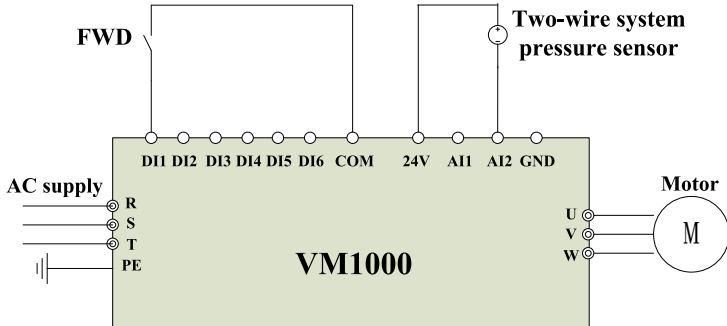 FWD
Two-wire system
pressure sensor
DI1 DI2 DI3 DI4 DI5 DI6 COM 24V AI1 AI2 GND
AC supply
R
S
T
PE
VM1000
Motor
U
V
W
M